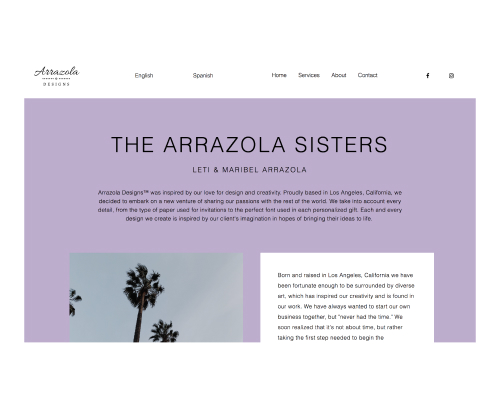 Arrazola
DESIGNS
English Spanish Home Services About Contact
THE ARRAZOLA SISTERS
LETI & MARIBEL ARRAZOLA
Arrazola Designs™ was inspired by our love for design and creativity. Proudly based in Los Angeles, California, we
decided to embark on a new venture of sharing our passions with the rest of the world. We take into account every
detail, from the type of paper used for invitations to the perfect font used in each personalized gift. Each and every
design we create is inspired by our client's imagination in hopes of bringing their ideas to life.
Born and raised in Los Angeles, California we have
been fortunate enough to be surrounded by diverse
art, which has inspired our creativity and is found in
our work. We have always wanted to start our own
business together, but "never had the time." We
soon realized that it's not about time, but rather
taking the first step needed to begin the